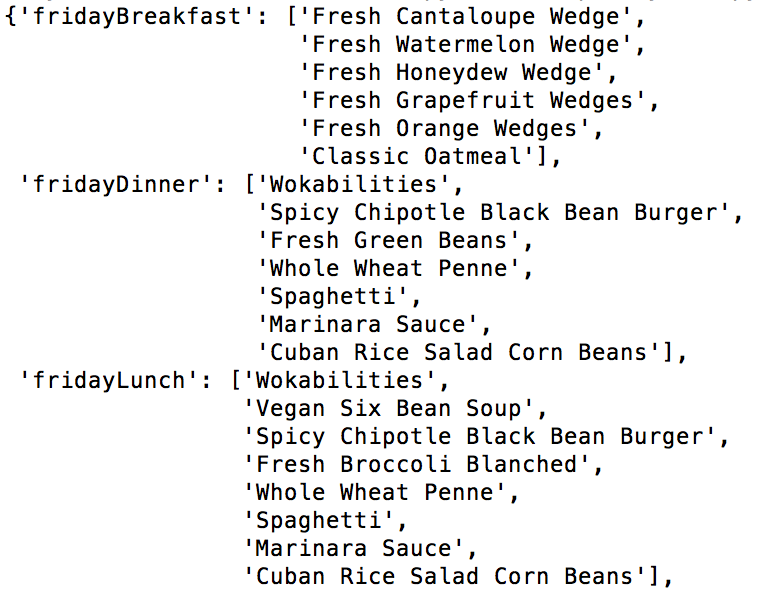 {'fridayBreakfast': ['Fresh Cantaloupe Wedge',
'Fresh Watermelon Wedge',
'Fresh Honeydew Wedge',
'Fresh Grapefruit Wedges',
'Fresh Orange Wedges',
'Classic Oatmeal'],
'fridayDinner': ['Wokabilities',
'Spicy Chipotle Black Bean Burger',
'Fresh Green Beans',
'Whole Wheat Penne',
'Spaghetti',
'Marinara Sauce',
'Cuban Rice Salad Corn Beans'],
'fridayLunch': ['Wokabilities',
'Vegan Six Bean Soup',
'Spicy Chipotle Black Bean Burger',
'Fresh Broccoli Blanched',
'Whole Wheat Penne',
'Spaghetti',
'Marinara Sauce',
'Cuban Rice Salad Corn Beans'],